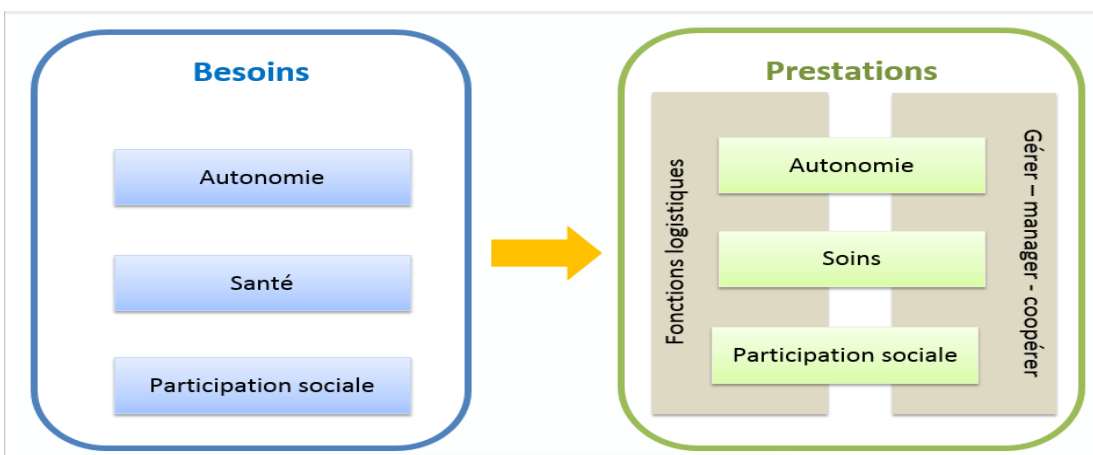 Besoins
Autonomie
Santé
Participation sociale
Prestations
Fonctions logistiques
Autonomie
Soins
Participation sociale
Gérer – manager - coopérer